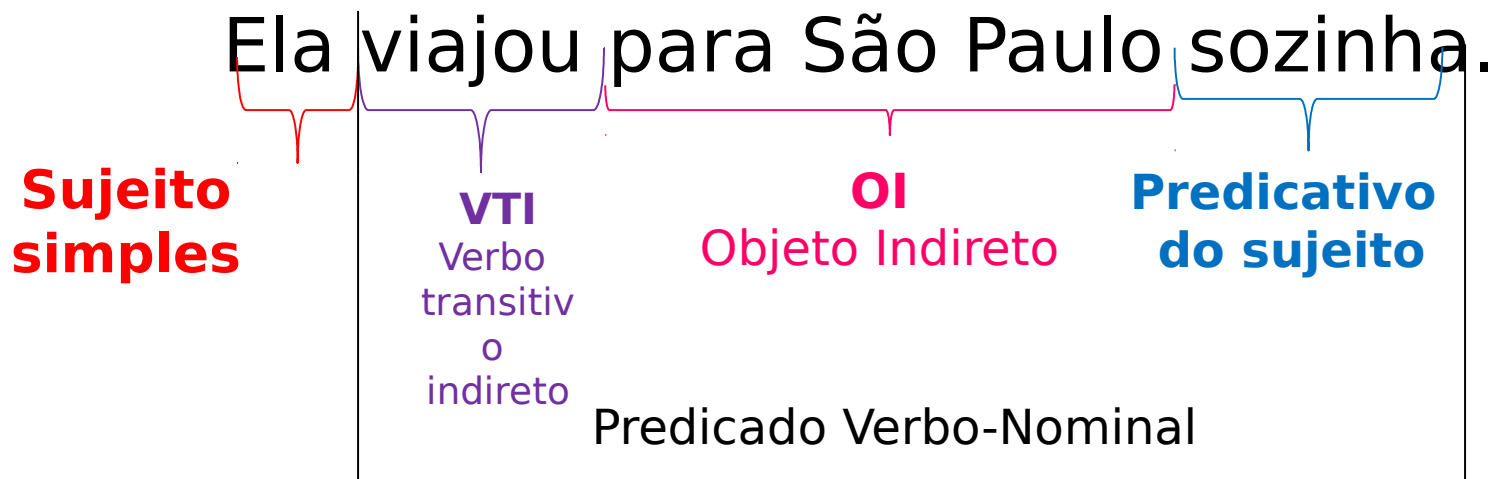 Ela viajou para São Paulo sozinha.
Sujeito
simples
VTI
Verbo
transitiv
o
indireto
OI
Objeto Indireto
Predicativo
do sujeito
Predicado Verbo-Nominal